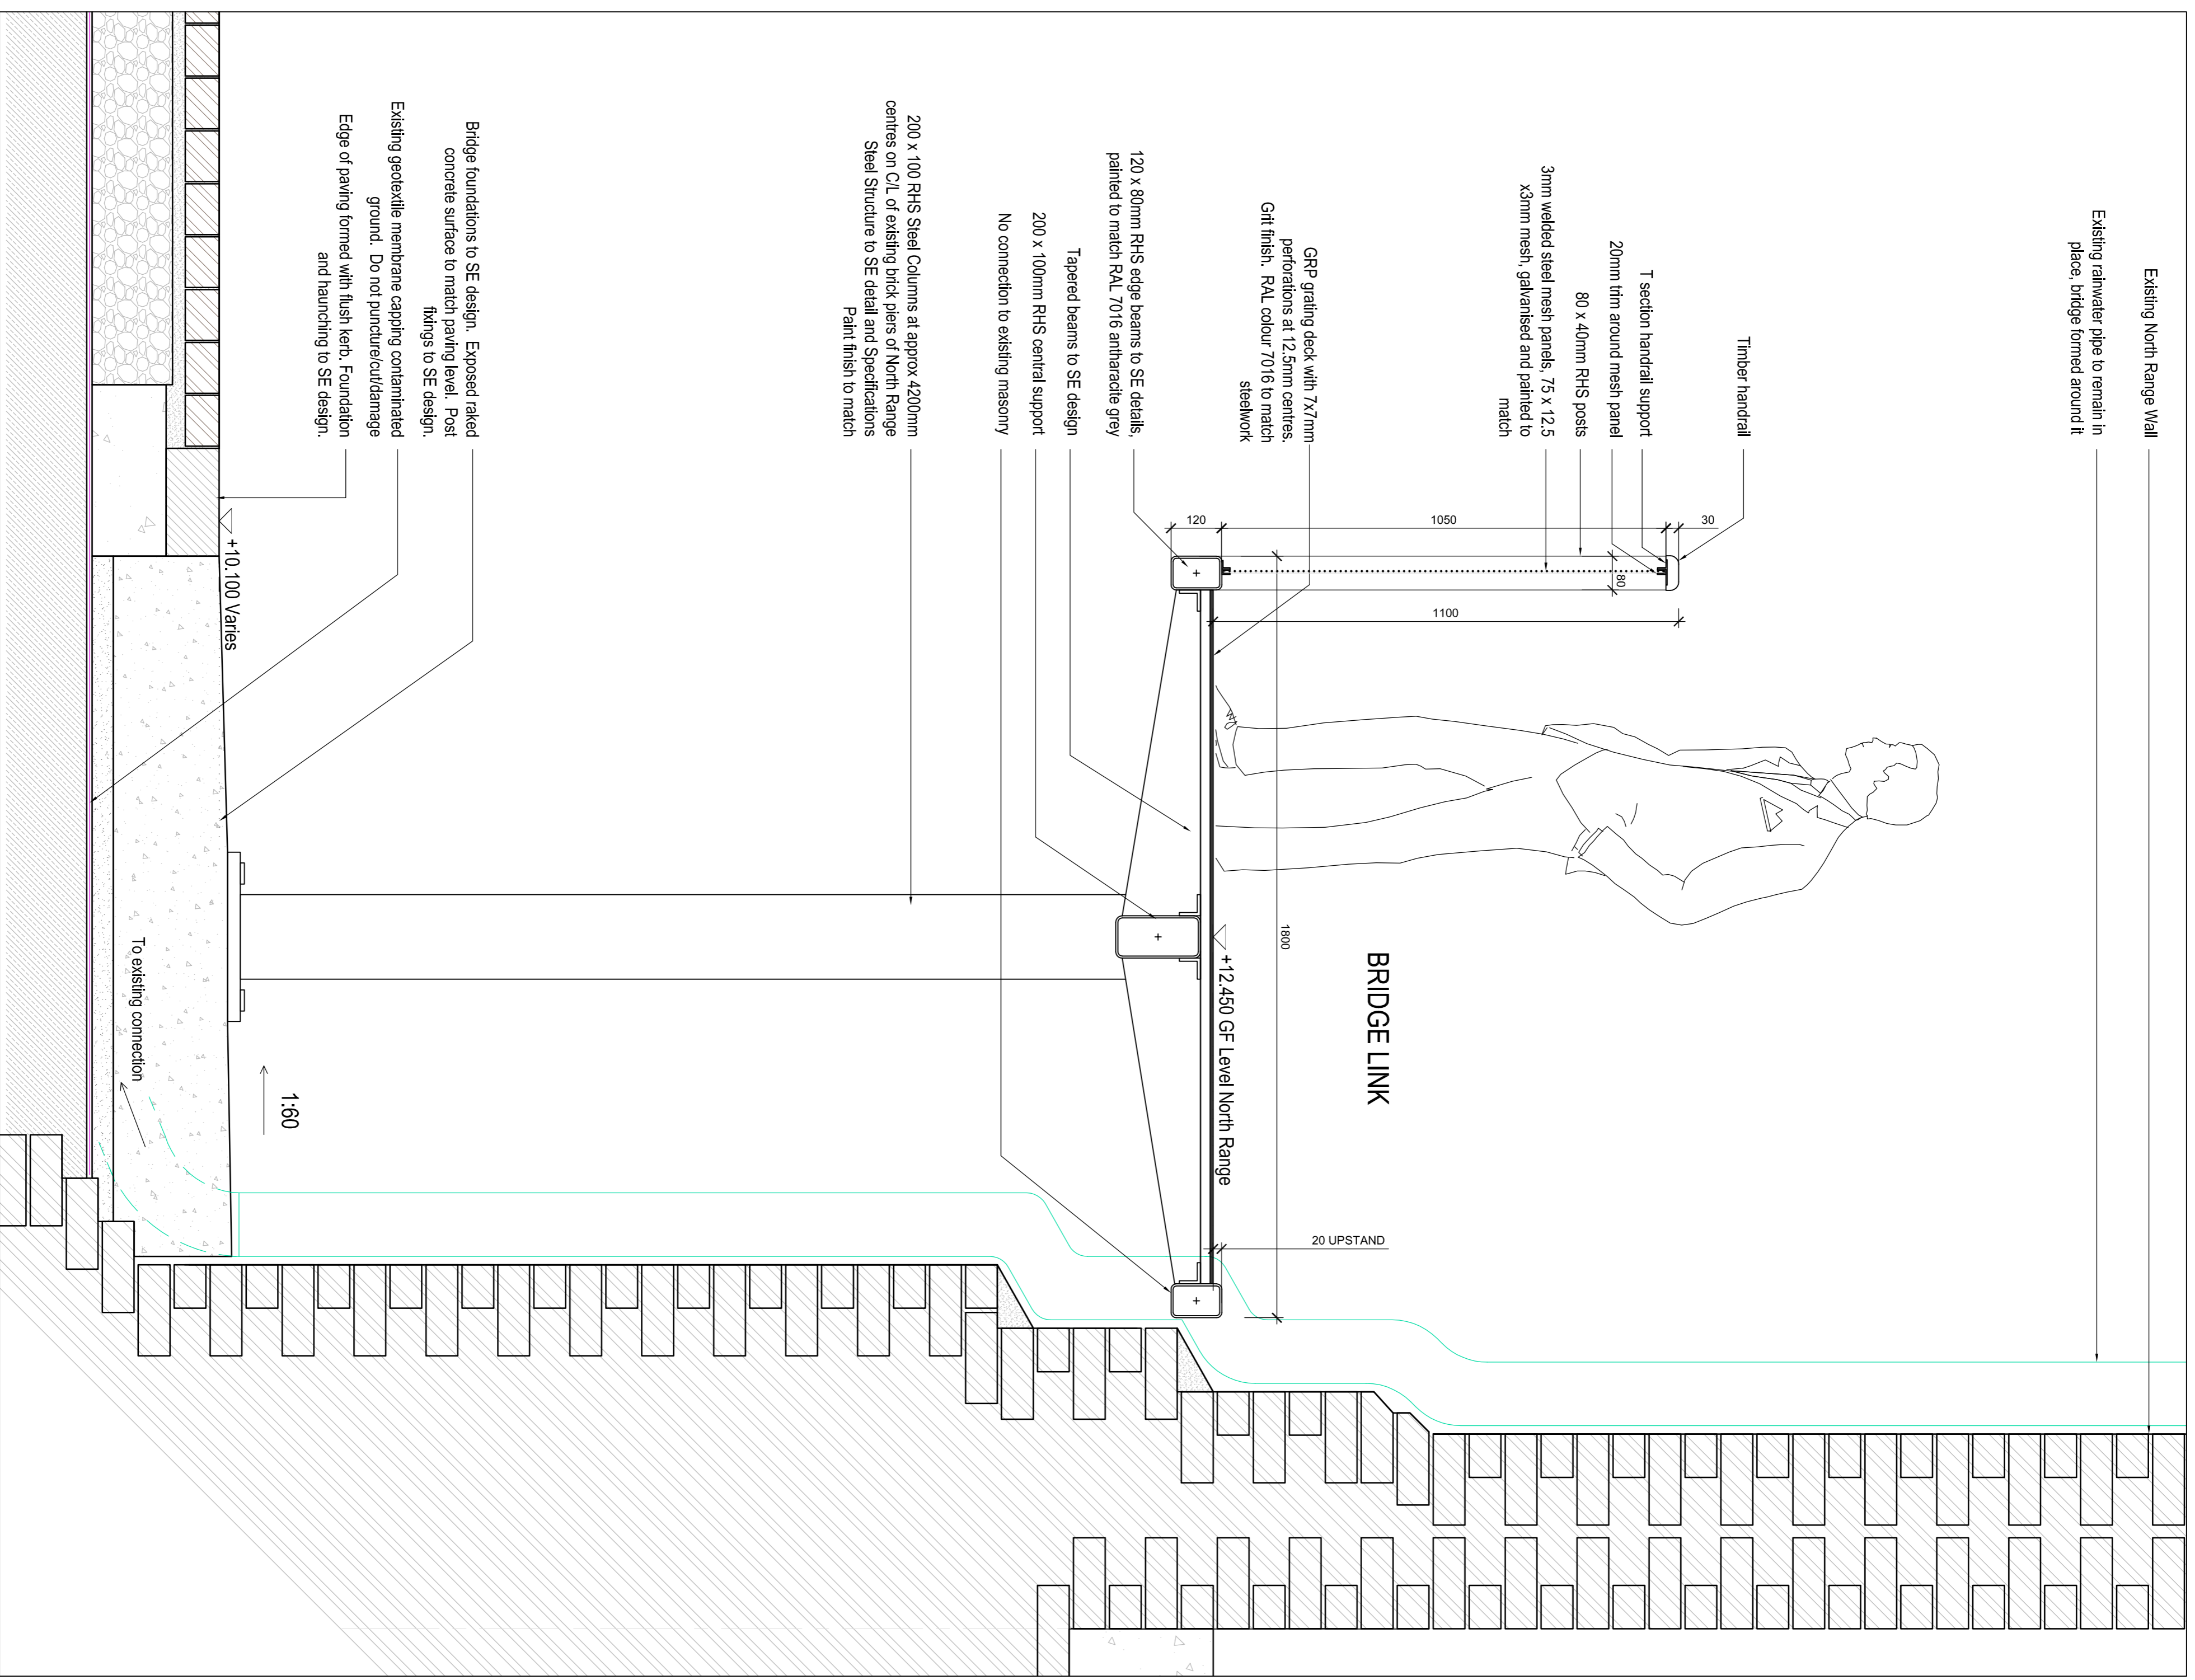 Existing North Range Wall
Existing rainwater pipe to remain in
place, bridge formed around it
Timber handrail
T section handrail support
20mm trim around mesh panel
80 x 40mm RHS posts
3mm welded steel mesh panels, 75 x 12.5
x3mm mesh, galvanised and painted to
match
GRP grating deck with 7x7mm
perforations at 12.5mm centres.
Grit finish. RAL colour 7016 to match
steelwork
120 x 80mm RHS edge beams to SE details,
painted to match RAL 7016 antharacite grey
Tapered beams to SE design
200 x 100mm RHS central support
No connection to existing masonry
200 x 100 RHS Steel Columns at approx 4200mm
centres on C/L of existing brick piers of North Range
Steel Structure to SE detail and Specifications
Paint finish to match
Bridge foundations to SE design. Exposed raked
concrete surface to match paving level. Post
fixings to SE design.
Existing geotextile membrane capping contaminated
ground. Do not puncture/cut/damage
Edge of paving formed with flush kerb. Foundation
and haunching to SE design.
30
1050
120
80
1100
1800
BRIDGE LINK
+12.450 GF Level North Range
20 UPSTAND
+10.100 Varies
1:60
To existing connection